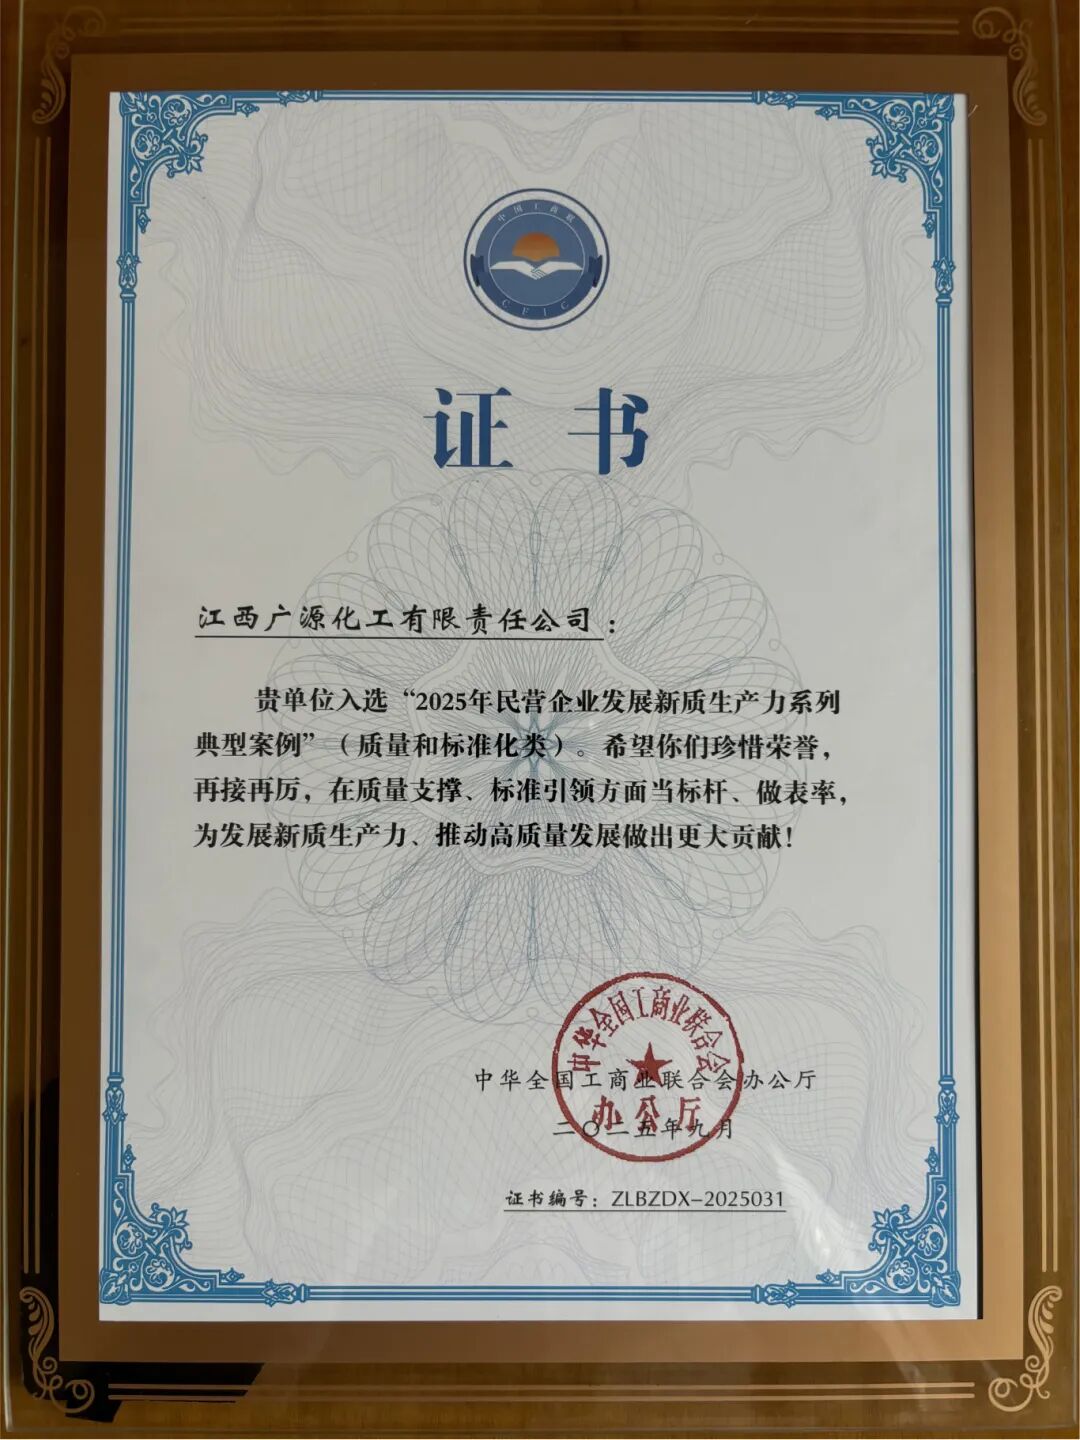 中国工商联
CFIC
证书
江西广源化工有限责任公司：
贵单位入选“2025年民营企业发展新质生产力系列
典型案例”（质量和标准化类）。希望你们珍惜荣誉，
再接再厉，在质量支撑、标准引领方面当标杆、做表率，
为发展新质生产力、推动高质量发展做出更大贡献！
中华全国工商业联合会
办公厅
中华全国工商业联合会办公厅
二〇二五年九月
证书编号：ZLBZDX-2025031